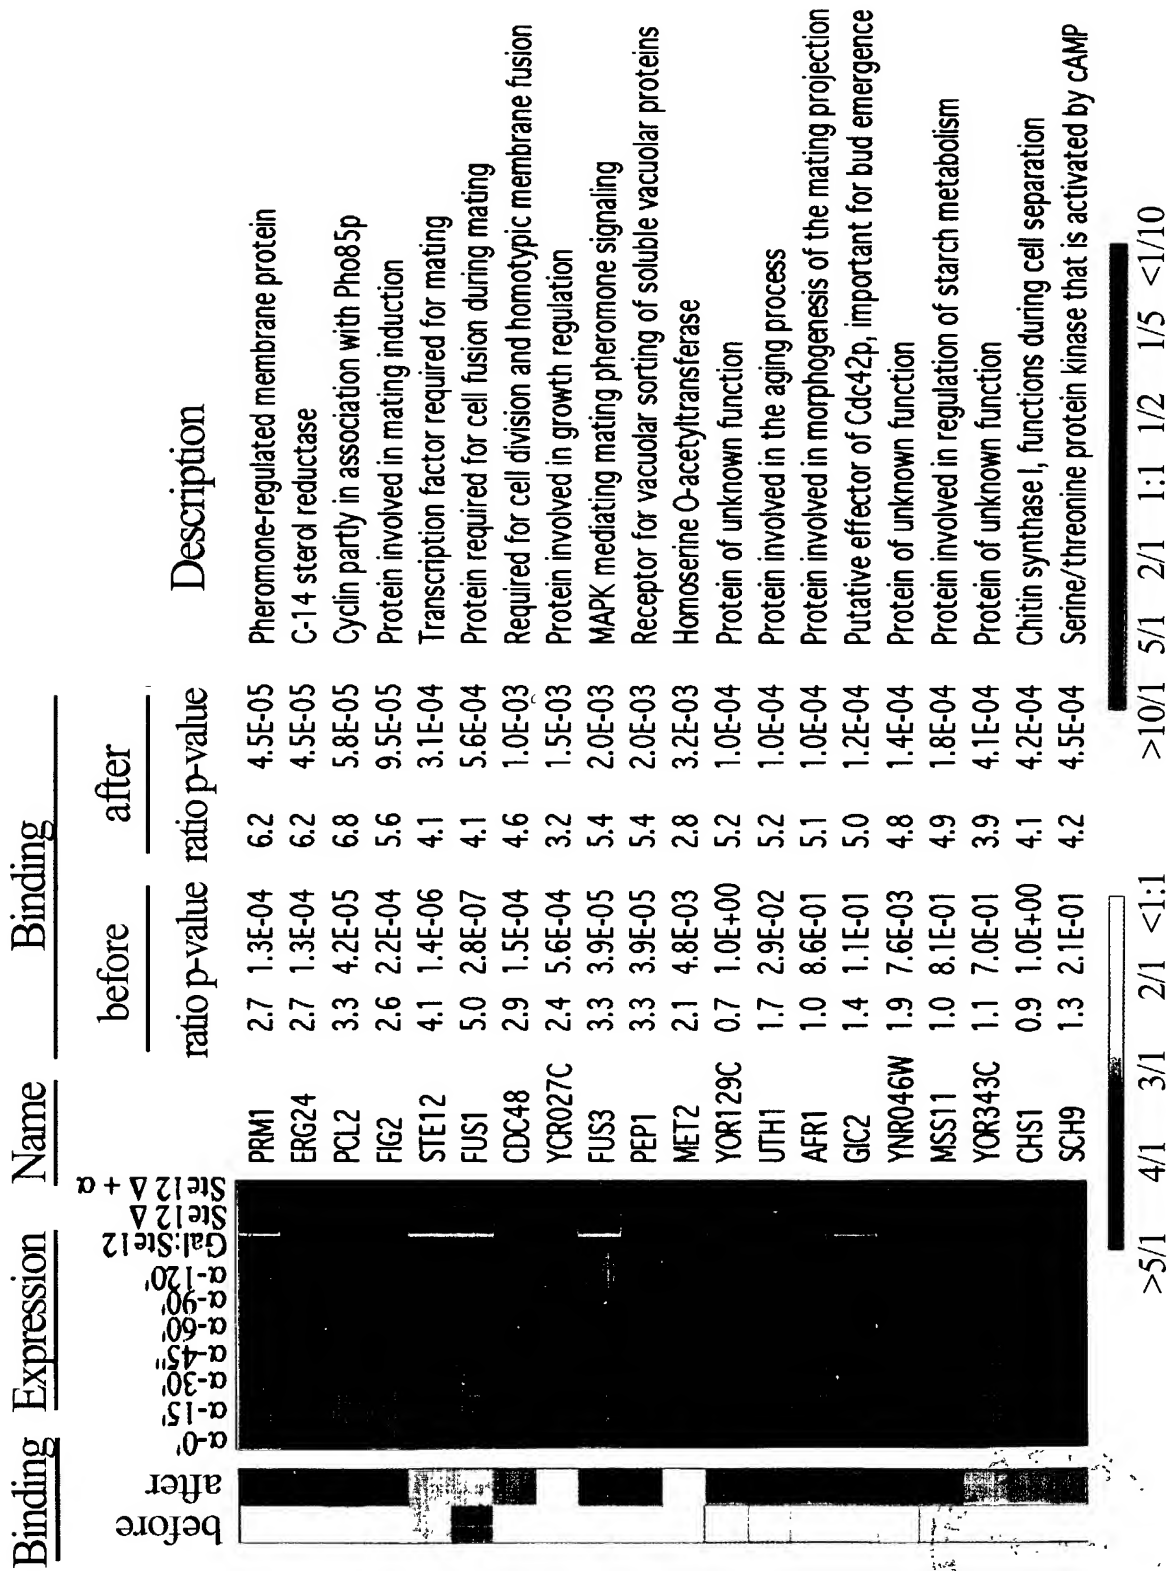 Binding Expression Name Binding Description
before after
before after α-0' α-15' α-30' α-45" α-60' α-90' α-120' Gal:Ste12 Ste12 Δ Ste12 Δ + α ratio p-value ratio p-value
PRM1 2.7 1.3E-04 6.2 4.5E-05 Pheromone-regulated membrane protein
ERG24 2.7 1.3E-04 6.2 4.5E-05 C-14 sterol reductase
PCL2 3.3 4.2E-05 6.8 5.8E-05 Cyclin partly in association with Pho85p
FIG2 2.6 2.2E-04 5.6 9.5E-05 Protein involved in mating induction
STE12 4.1 1.4E-06 4.1 3.1E-04 Transcription factor required for mating
FUS1 5.0 2.8E-07 4.1 5.6E-04 Protein required for cell fusion during mating
CDC48 2.9 1.5E-04 4.6 1.0E-03 Required for cell division and homotypic membrane fusion
YCR027C 2.4 5.6E-04 3.2 1.5E-03 Protein involved in growth regulation
FUS3 3.3 3.9E-05 5.4 2.0E-03 MAPK mediating mating pheromone signaling
PEP1 3.3 3.9E-05 5.4 2.0E-03 Receptor for vacuolar sorting of soluble vacuolar proteins
MET2 2.1 4.8E-03 2.8 3.2E-03 Homoserine O-acetyltransferase
YOR129C 0.7 1.0E+00 5.2 1.0E-04 Protein of unknown function
UTH1 1.7 2.9E-02 5.2 1.0E-04 Protein involved in the aging process
AFR1 1.0 8.6E-01 5.1 1.0E-04 Protein involved in morphogenesis of the mating projection
GIC2 1.4 1.1E-01 5.0 1.2E-04 Putative effector of Cdc42p, important for bud emergence
YNR046W 1.9 7.6E-03 4.8 1.4E-04 Protein of unknown function
MSS11 1.0 8.1E-01 4.9 1.8E-04 Protein involved in regulation of starch metabolism
YOR343C 1.1 7.0E-01 3.9 4.1E-04 Protein of unknown function
CHS1 0.9 1.0E+00 4.1 4.2E-04 Chitin synthase I, functions during cell separation
SCH9 1.3 2.1E-01 4.2 4.5E-04 Serine/threonine protein kinase that is activated by cAMP
>5/1 4/1 3/1 2/1 <1:1 >10/1 5/1 2/1 1:1 1/2 1/5 <1/10